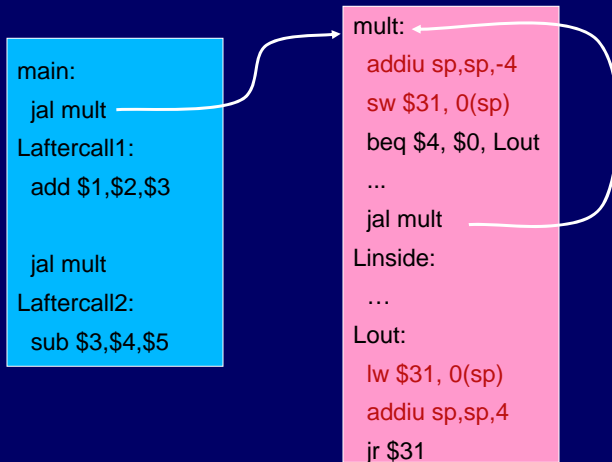 main:
jal mult
Laftercall1:
add $1,$2,$3
jal mult
Laftercall2:
sub $3,$4,$5
mult:
addiu sp,sp,-4
sw $31, 0(sp)
beq $4, $0, Lout
...
jal mult
Linside:
…
Lout:
lw $31, 0(sp)
addiu sp,sp,4
jr $31